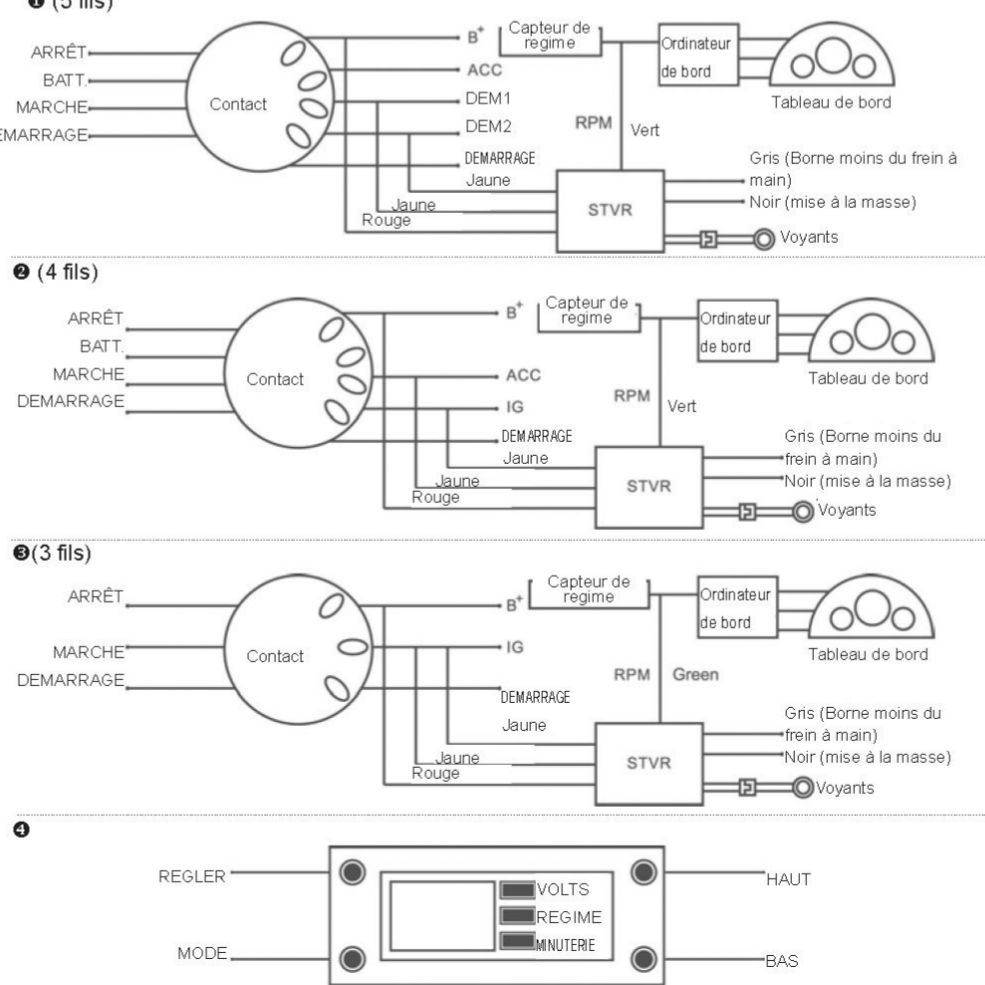 ❶ (5 fils)
ARRÊT
BATT.
MARCHE
EMARRAGE
Contact
B+
ACC
DEM1
DEM2
DEMARRAGE
Jaune
Jaune
Rouge
Capteur de
regime
Ordinateur
de bord
Tableau de bord
RPM
Vert
STVR
Gris (Borne moins du frein à
main)
Noir (mise à la masse)
Voyants
❷ (4 fils)
ARRÊT
BATT.
MARCHE
DEMARRAGE
Contact
B+
ACC
IG
DEMARRAGE
Jaune
Jaune
Rouge
Capteur de
regime
Ordinateur
de bord
Tableau de bord
RPM
Vert
STVR
Gris (Borne moins du
frein à main)
Noir (mise à la masse)
Voyants
❸(3 fils)
ARRÊT
MARCHE
DEMARRAGE
Contact
B+
IG
DEMARRAGE
Jaune
Jaune
Rouge
Capteur de
regime
Ordinateur
de bord
Tableau de bord
RPM
Green
STVR
Gris (Borne moins du
frein à main)
Noir (mise à la masse)
Voyants
❹
REGLER
MODE
VOLTS
REGIME
MINUTERIE
HAUT
BAS